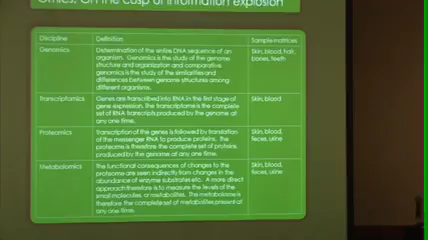 Omics: On the cusp of information explosion
Discipline Definition Sample matrices
Genomics Determination of the entire DNA sequence of an Skin, blood, hair,
organism. Genomics is the study of the genome bones, teeth
structure and organization and comparative
genomics is the study of the similarities and
differences between genome structures among
different organisms.
Transcriptomics Genes are transcribed into RNA in the first stage of Skin, blood
gene expression, the transcriptome is the complete
set of RNA transcripts produced by the genome at
any one time.
Proteomics Transcription of the genes is followed by translation Skin, blood,
of the messenger RNA to produce proteins. The feces, urine
proteome is therefore the complete set of proteins
produced by the genome at any one time.
Metabolomics The functional consequences of changes to the Skin, blood,
proteome are seen indirectly from changes in the feces, urine
abundance of enzyme substrates etc. A more direct
approach therefore is to measure the levels of the
small molecules, or metabolites. The metabolome is
therefore the complete set of metabolites present at
any one time.